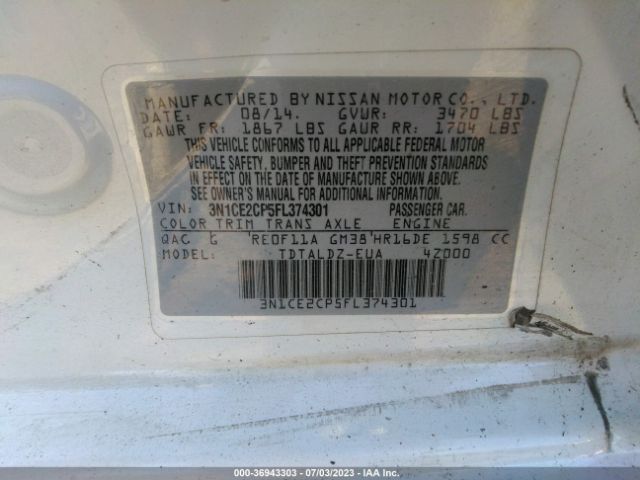 MANUFACTURED BY NISSAN MOTOR CO., LTD.
DATE: 08/14. GVWR: 3470 LBS
GAWR FR: 1867 LBS GAWR RR: 1704 LBS
THIS VEHICLE CONFORMS TO ALL APPLICABLE FEDERAL MOTOR
VEHICLE SAFETY, BUMPER AND THEFT PREVENTION STANDARDS
IN EFFECT ON THE DATE OF MANUFACTURE SHOWN ABOVE.
SEE OWNER'S MANUAL FOR ADDITIONAL INFORMATION
VIN: 3N1CE2CP5FL374301 PASSENGER CAR.
COLOR TRIM TRANS AXLE ENGINE
QAC G RE0F11A GM38 HR16DE 1598 CC
MODEL: TDTALDZ-EUA 4Z000
3N1CE2CP5FL374301
000-36943303 - 07/03/2023 - IAA Inc.